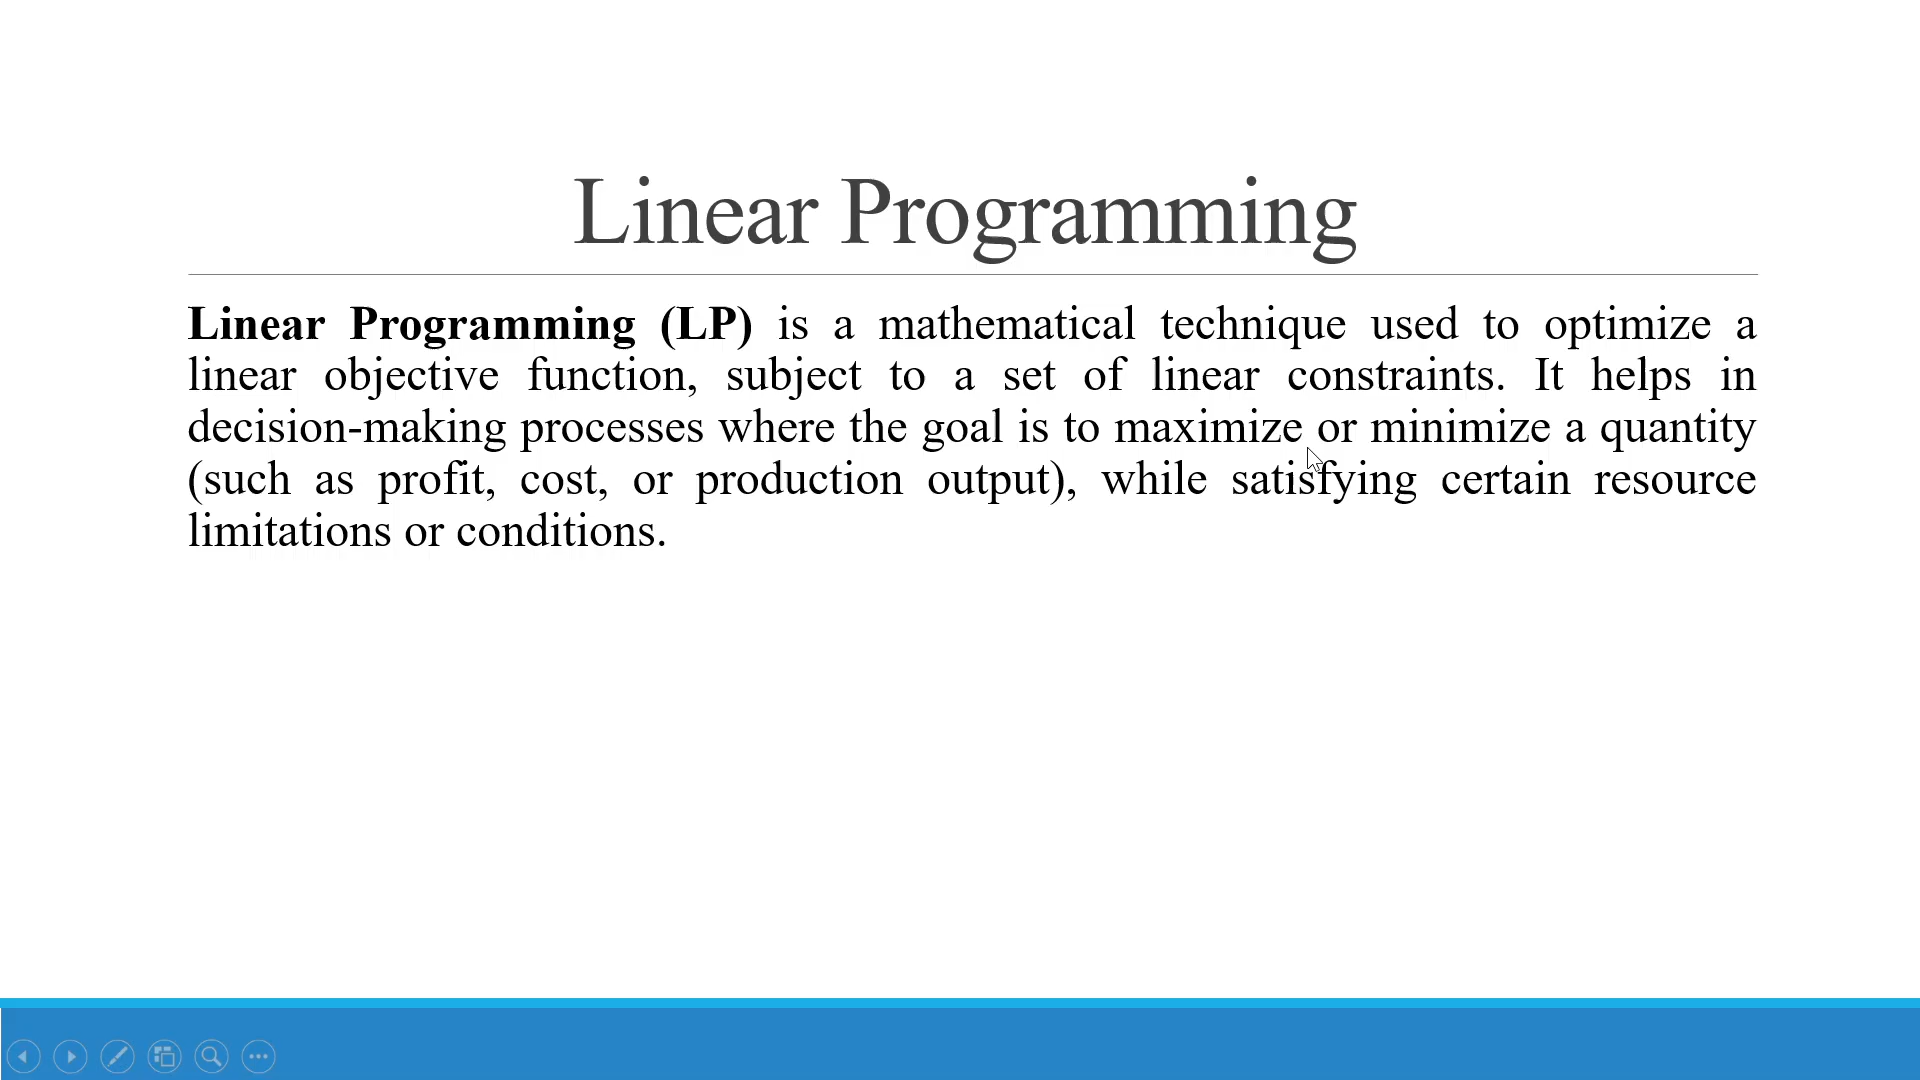 Linear Programming
Linear Programming (LP) is a mathematical technique used to optimize a
linear objective function, subject to a set of linear constraints. It helps in
decision-making processes where the goal is to maximize or minimize a quantity
(such as profit, cost, or production output), while satisfying certain resource
limitations or conditions.